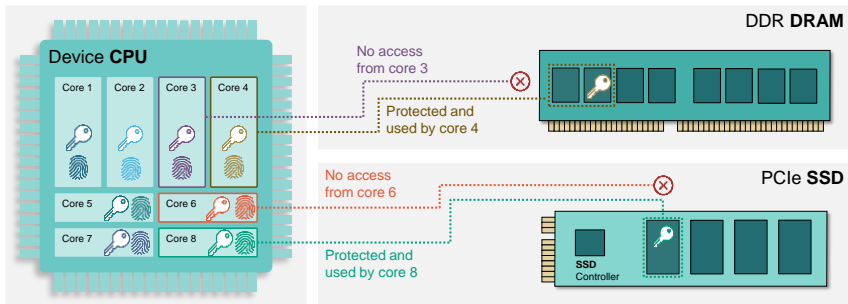 Device CPU
Core 1
Core 2
Core 3
Core 4
Core 5
Core 6
Core 7
Core 8
No access
from core 3
Protected and
used by core 4
DDR DRAM
No access
from core 6
Protected and
used by core 8
PCIe SSD
SSD
Controller